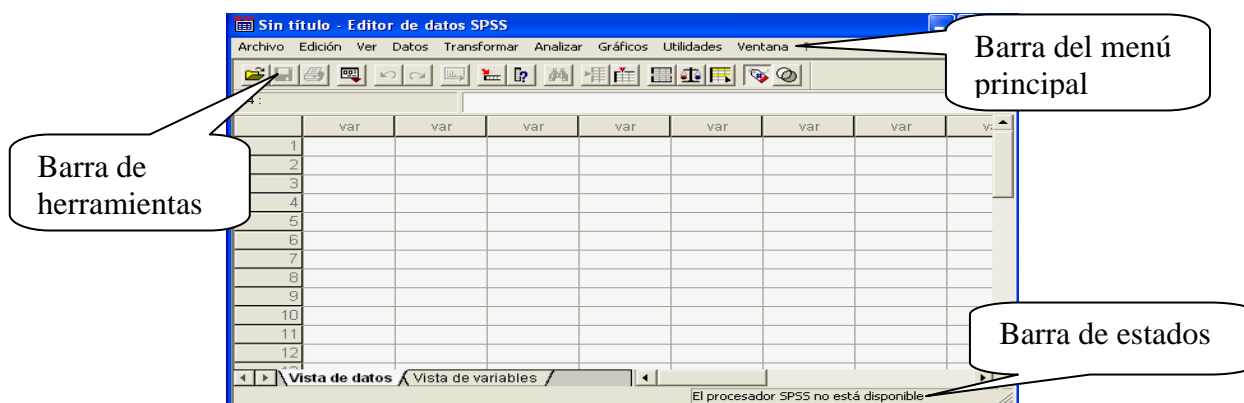 Sin título - Editor de datos SPSS
Archivo Edición Ver Datos Transformar Analizar Gráficos Utilidades Ventana
Barra del menú
principal
4 :
var var var var var var var
1
2
3
4
5
6
7
8
9
10
11
12
Barra de
herramientas
Barra de estados
Vista de datos Vista de variables
El procesador SPSS no está disponible